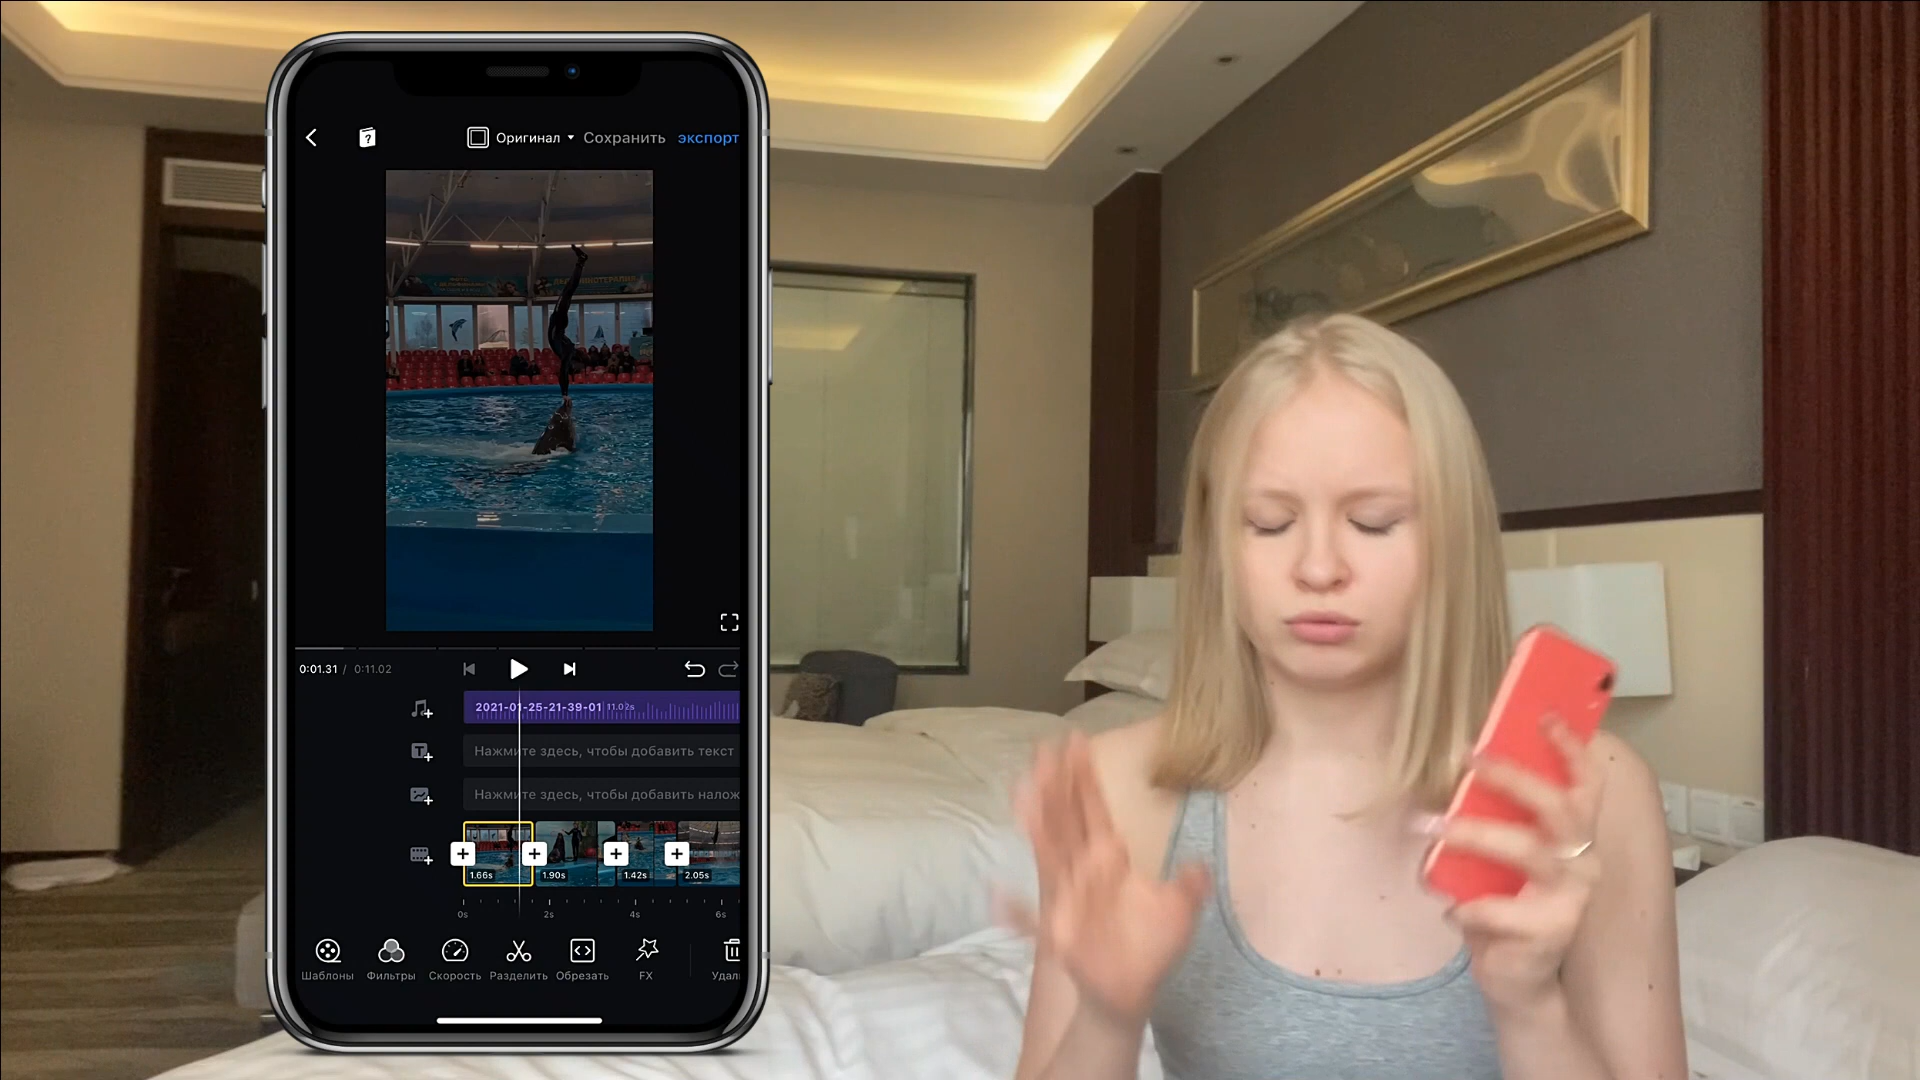 Оригинал
Сохранить
экспорт
0:01.31 / 0:11.02
2021-01-25-21-39-01 11.02s
Нажмите здесь, чтобы добавить текст
Нажмите здесь, чтобы добавить налож
1.66s
1.90s
1.42s
2.05s
0s
2s
4s
6s
Шаблоны
Фильтры
Скорость
Разделить
Обрезать
FX
Удал